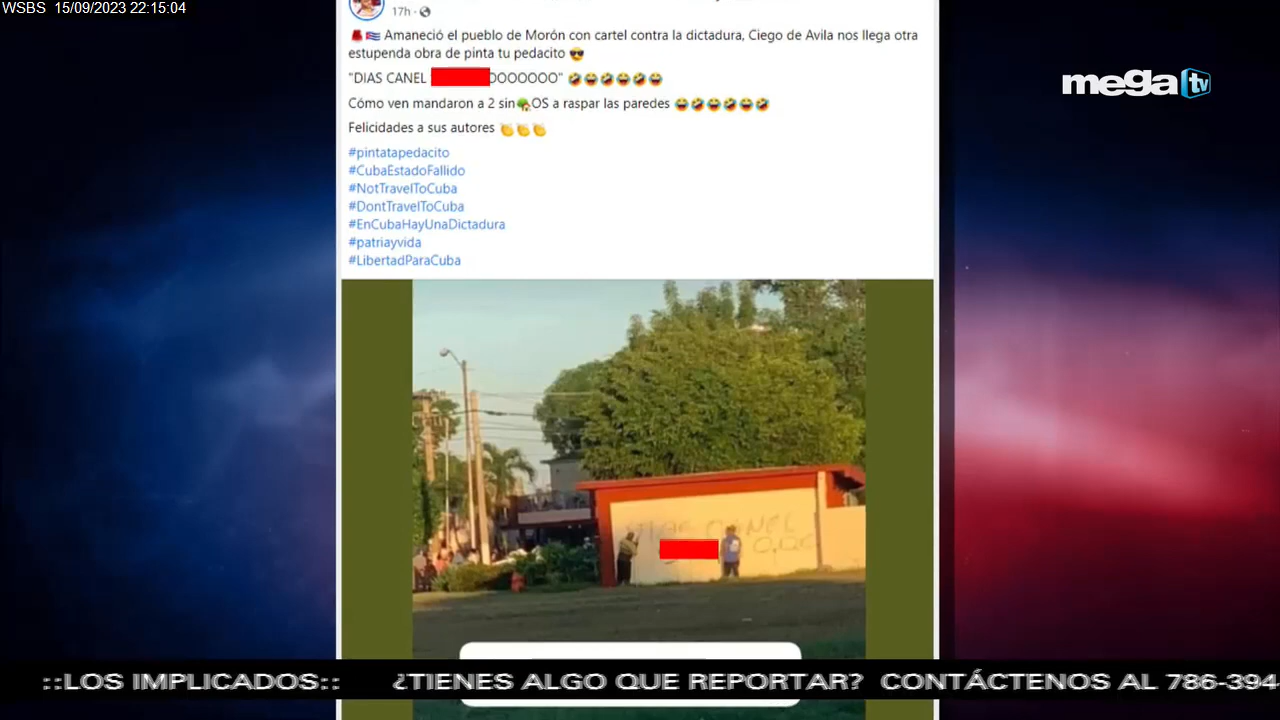 WSBS 15/09/2023 22:15:04
17h
Amaneció el pueblo de Morón con cartel contra la dictadura, Ciego de Avila nos llega otra
estupenda obra de pinta tu pedacito
"DIAS CANEL OOOOOOO"
Cómo ven mandaron a 2 sin OS a raspar las paredes
Felicidades a sus autores
#pintatapedacito
#CubaEstadoFallido
#NotTravelToCuba
#DontTravelToCuba
#EnCubaHayUnaDictadura
#patriayvida
#LibertadParaCuba
mega tv
CANEL
::LOS IMPLICADOS:: ¿TIENES ALGO QUE REPORTAR? CONTÁCTENOS AL 786-394